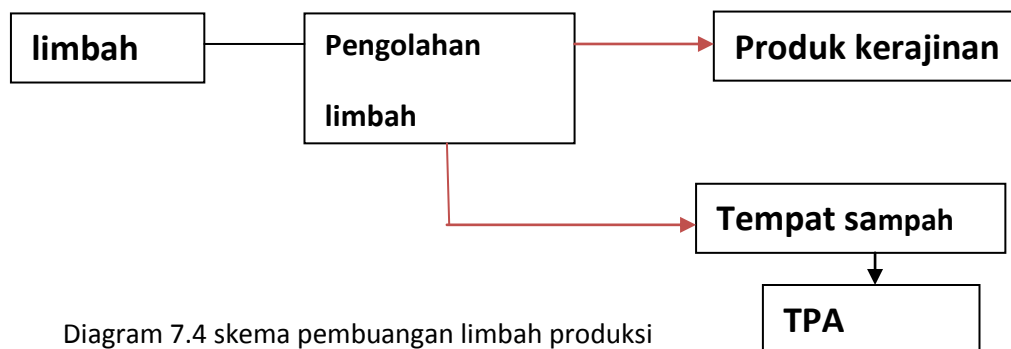 limbah
Pengolahan
limbah
Produk kerajinan
Tempat sampah
TPA
Diagram 7.4 skema pembuangan limbah produksi